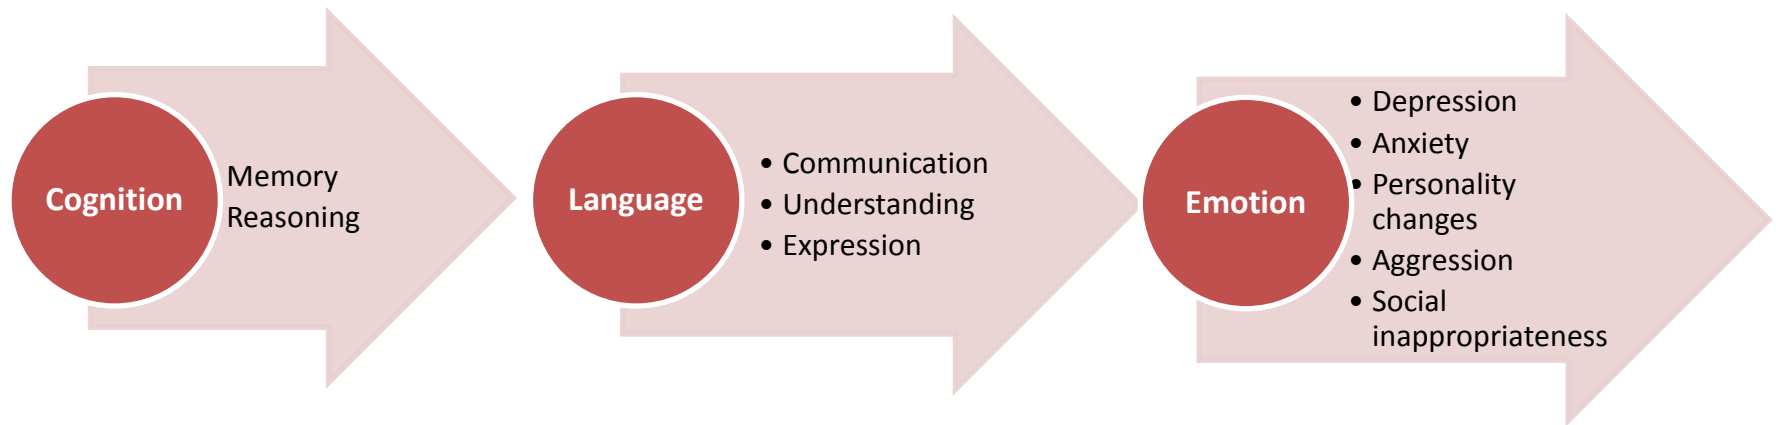 Cognition
Memory
Reasoning
Language
• Communication
• Understanding
• Expression
Emotion
• Depression
• Anxiety
• Personality
changes
• Aggression
• Social
inappropriateness